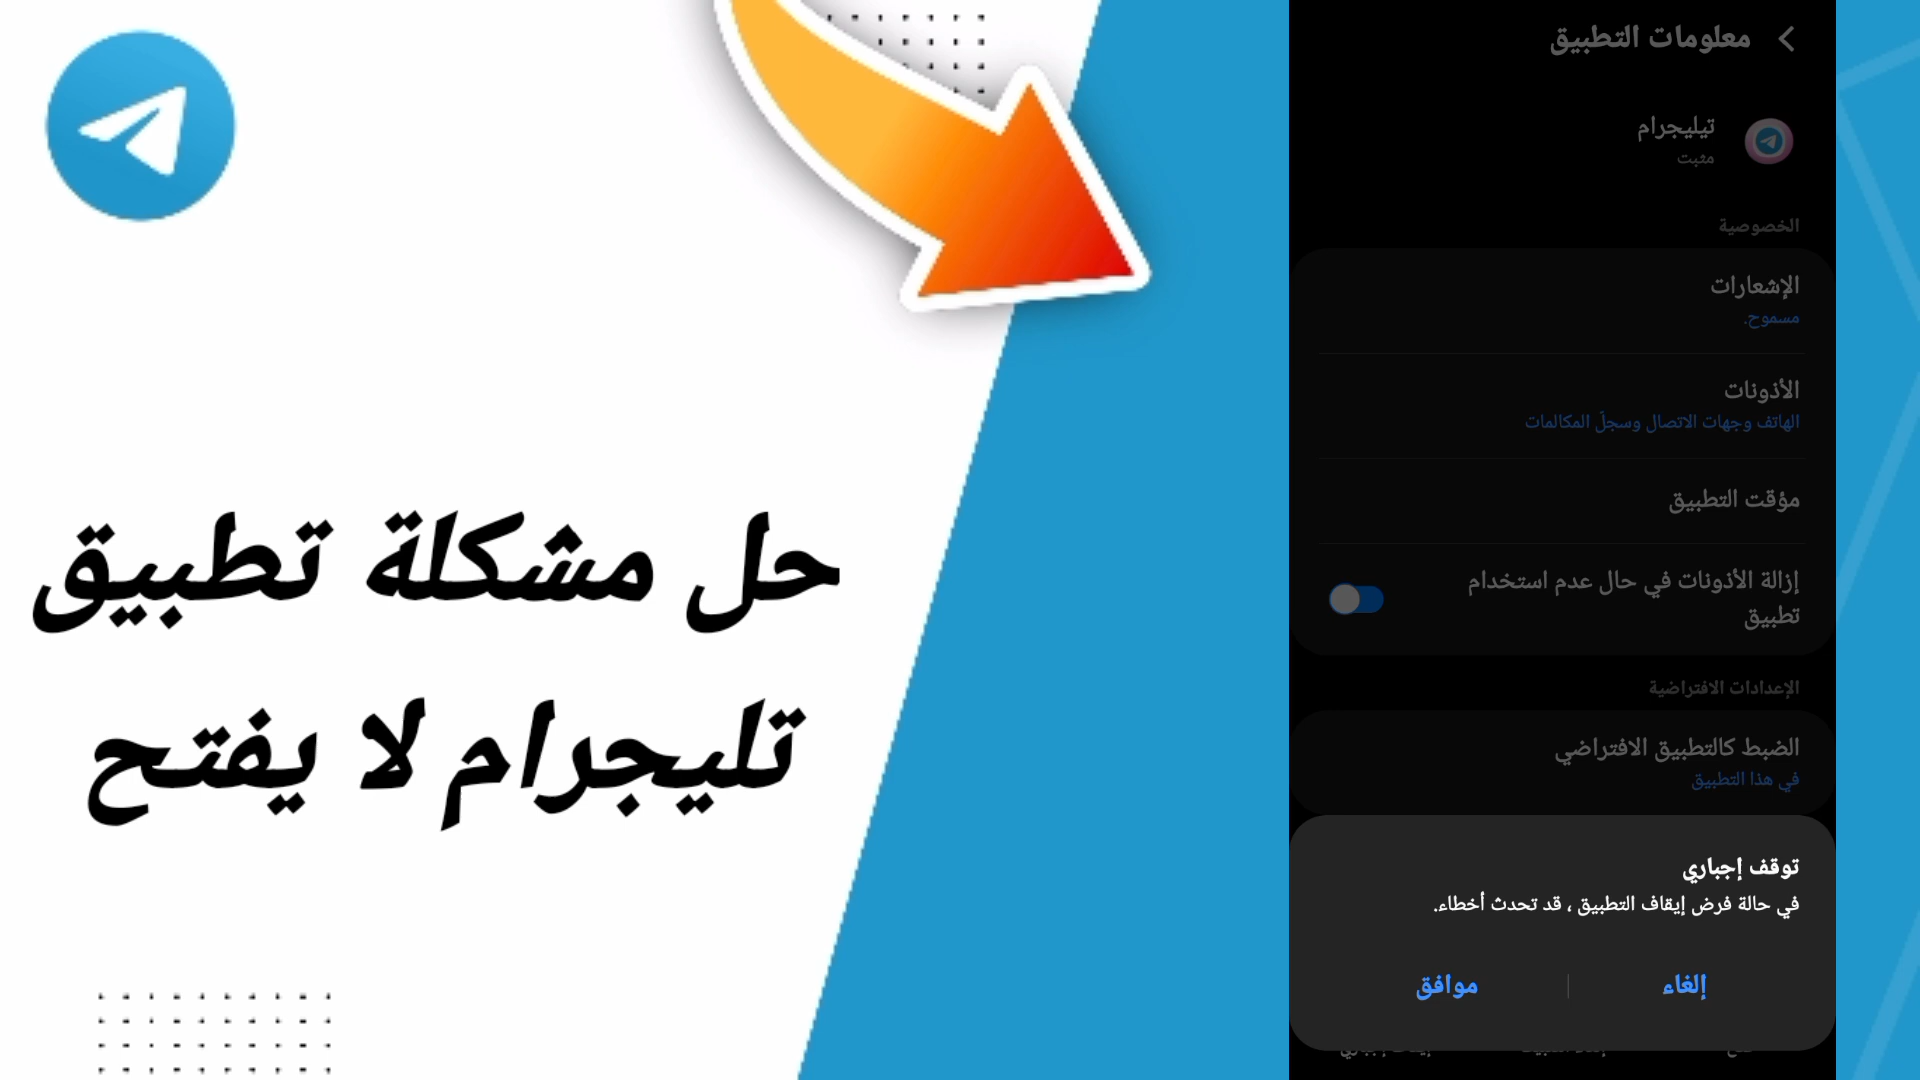 حل مشكلة تطبيق
تليجرام لا يفتح
معلومات التطبيق
تيليجرام
مثبت
الخصوصية
الإشعارات
مسموح.
الأذونات
الهاتف وجهات الاتصال وسجلّ المكالمات
مؤقت التطبيق
إزالة الأذونات في حال عدم استخدام
تطبيق
الإعدادات الافتراضية
الضبط كالتطبيق الافتراضي
في هذا التطبيق
توقف إجباري
في حالة فرض إيقاف التطبيق ، قد تحدث أخطاء.
إلغاء
موافق